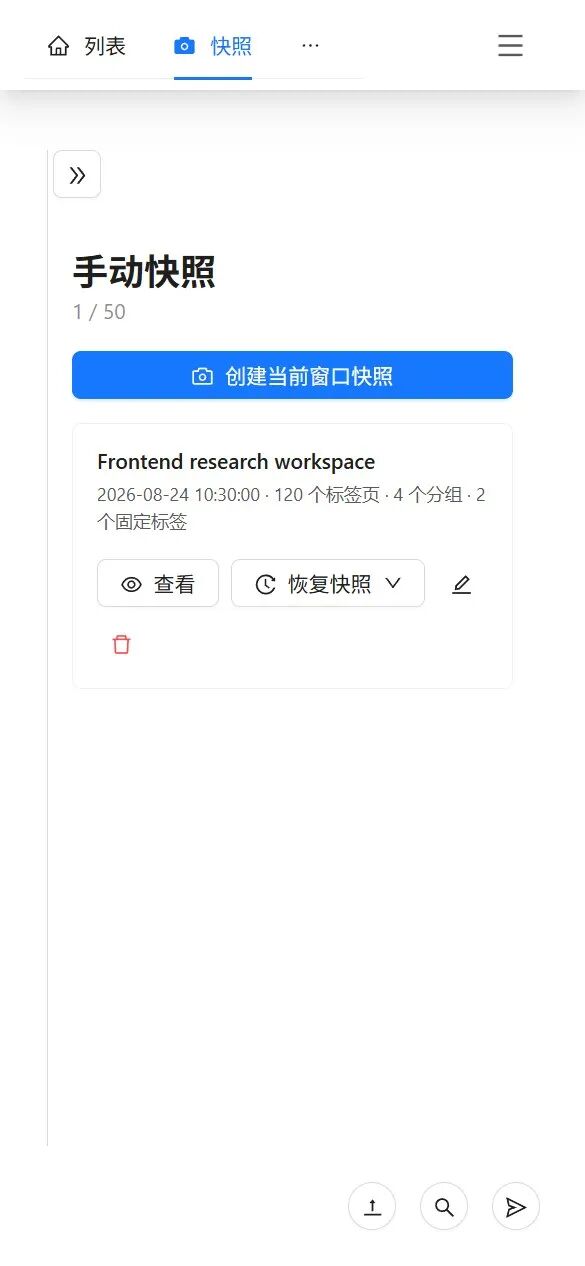 列表 快照 ···
手动快照
1 / 50
创建当前窗口快照
Frontend research workspace
2026-08-24 10:30:00 · 120 个标签页 · 4 个分组 · 2
个固定标签
查看 恢复快照